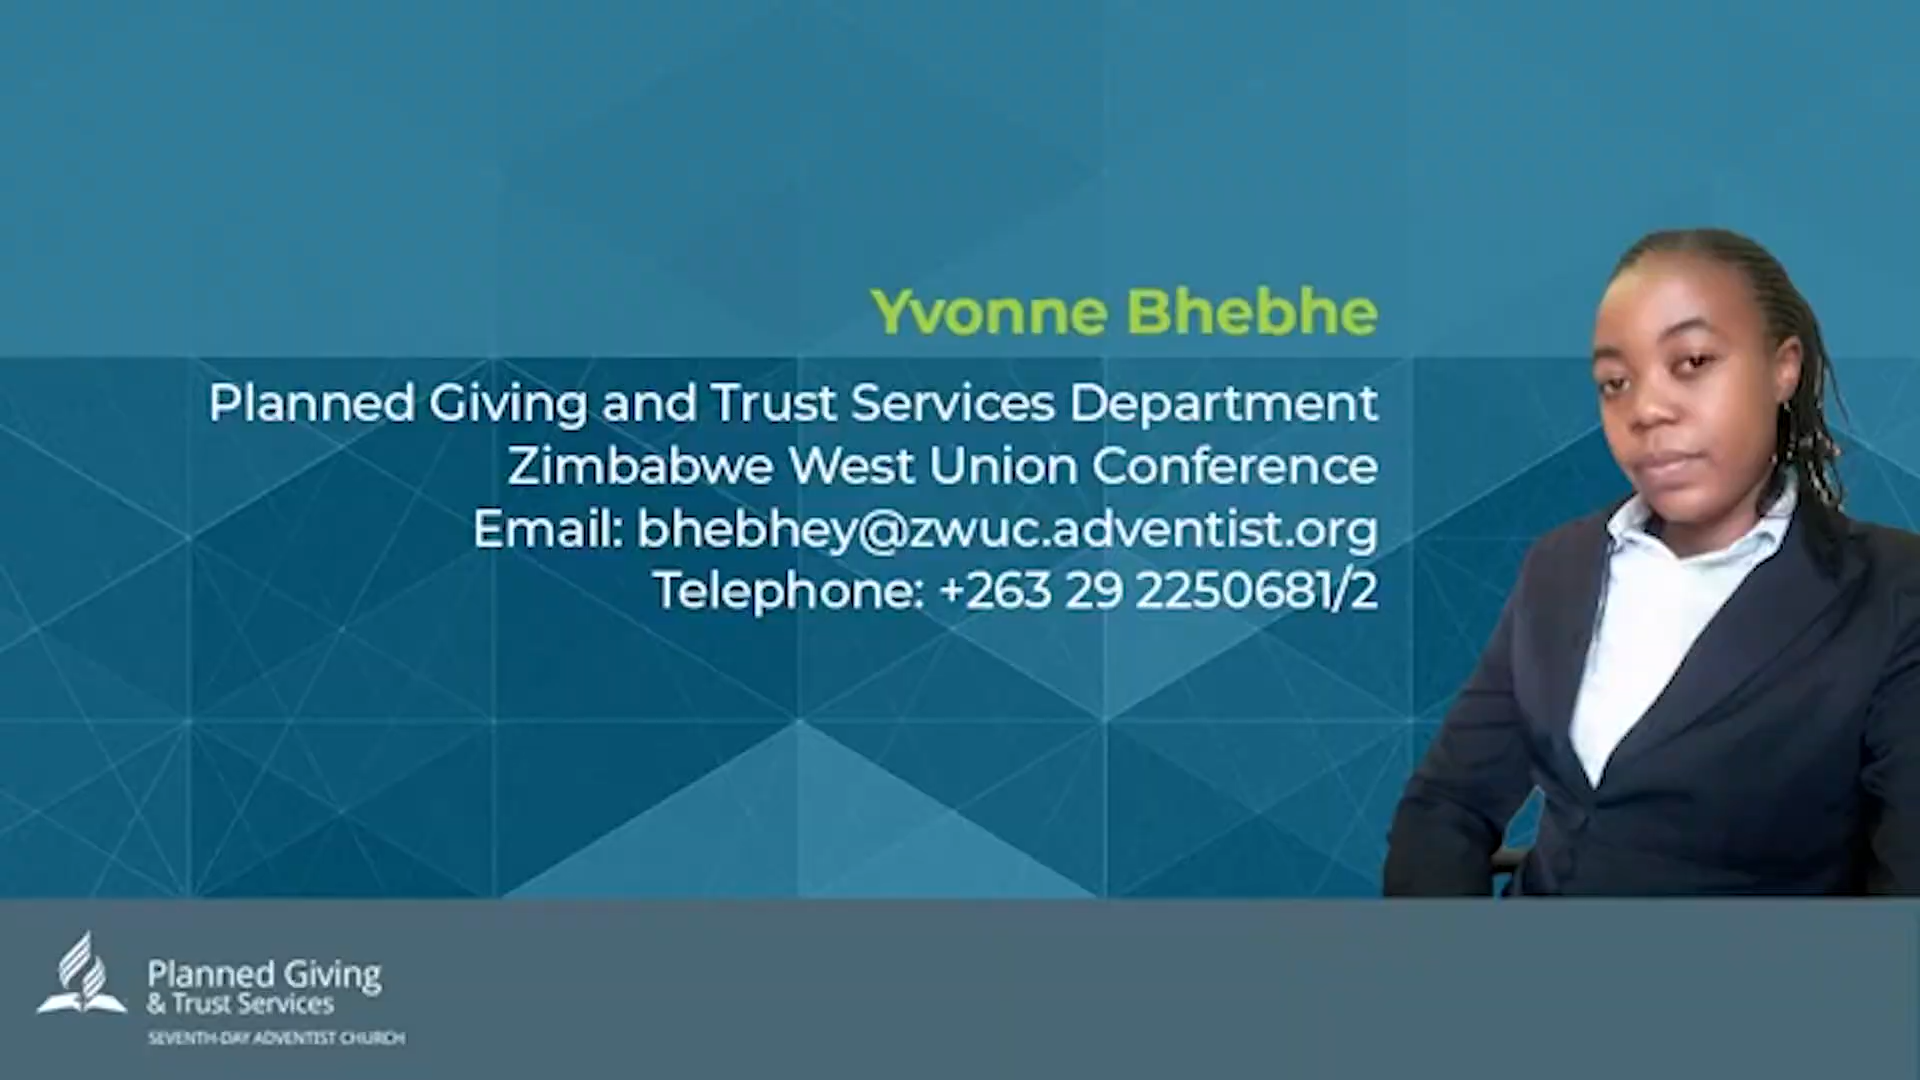 Yvonne Bhebhe
Planned Giving and Trust Services Department
Zimbabwe West Union Conference
Email: bhebhey@zwuc.adventist.org
Telephone: +263 29 2250681/2
Planned Giving
& Trust Services
SEVENTH-DAY ADVENTIST CHURCH